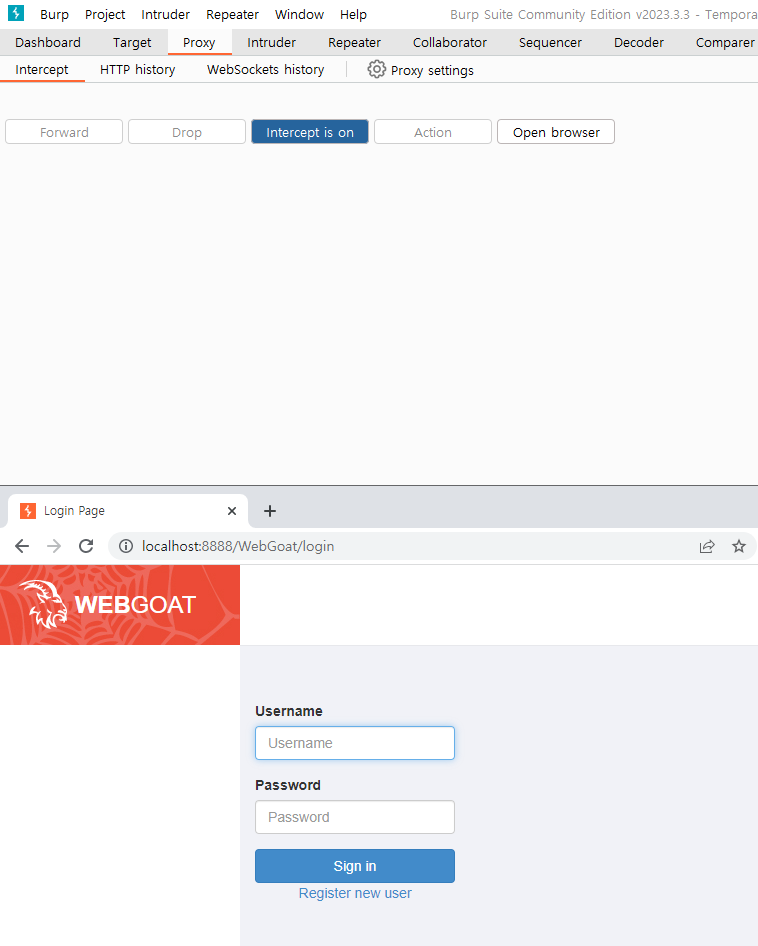 Burp Project Intruder Repeater Window Help Burp Suite Community Edition v2023.3.3 - Tempora
Dashboard Target Proxy Intruder Repeater Collaborator Sequencer Decoder Comparer
Intercept HTTP history WebSockets history Proxy settings
Forward Drop Intercept is on Action Open browser
Login Page
localhost:8888/WebGoat/login
WEBGOAT
Username
Username
Password
Password
Sign in
Register new user